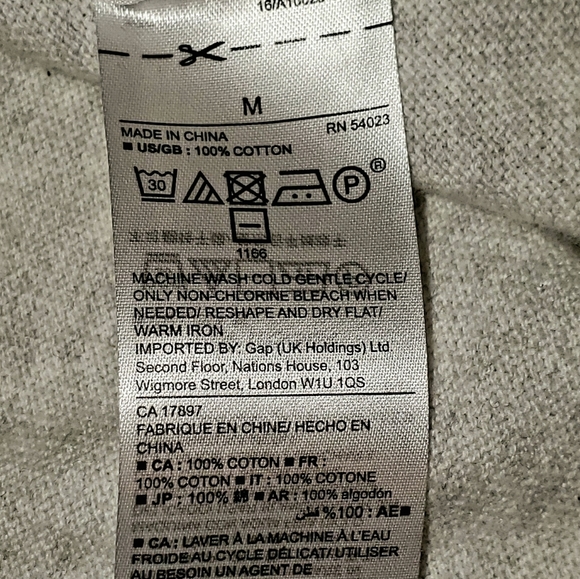 M
MADE IN CHINA RN 54023
■ US/GB : 100% COTTON
30 P ®
1166
MACHINE WASH COLD GENTLE CYCLE/
ONLY NON-CHLORINE BLEACH WHEN
NEEDED/ RESHAPE AND DRY FLAT/
WARM IRON
IMPORTED BY: Gap (UK Holdings) Ltd.
Second Floor, Nations House, 103
Wigmore Street, London W1U 1QS
CA 17897
FABRIQUE EN CHINE/ HECHO EN
CHINA
■ CA : 100% COTON ■ FR :
100% COTON ■ IT : 100% COTONE
■ JP : 100% 綿 ■ AR : 100% algodón
■AE : 100% قطن
■ CA : LAVER À LA MACHINE À L'EAU
FROIDE AU CYCLE DÉLICAT/ UTILISER
AU BESOIN UN AGENT DE